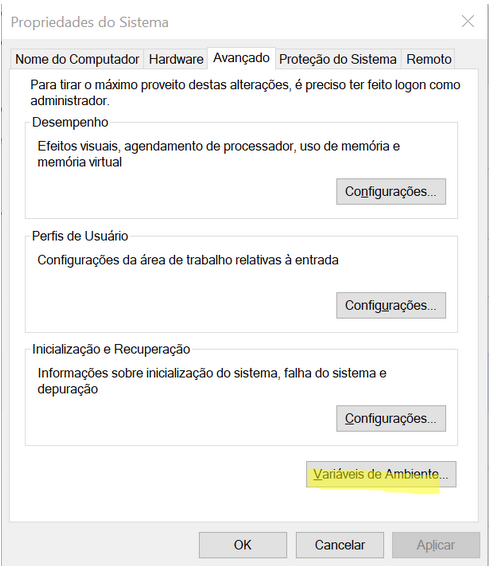 Propriedades do Sistema
Nome do Computador Hardware Avançado Proteção do Sistema Remoto
Para tirar o máximo proveito destas alterações, é preciso ter feito logon como
administrador.
Desempenho
Efeitos visuais, agendamento de processador, uso de memória e
memória virtual
Configurações...
Perfis de Usuário
Configurações da área de trabalho relativas à entrada
Configurações...
Inicialização e Recuperação
Informações sobre inicialização do sistema, falha do sistema e
depuração
Configurações...
Variáveis de Ambiente...
OK Cancelar Aplicar